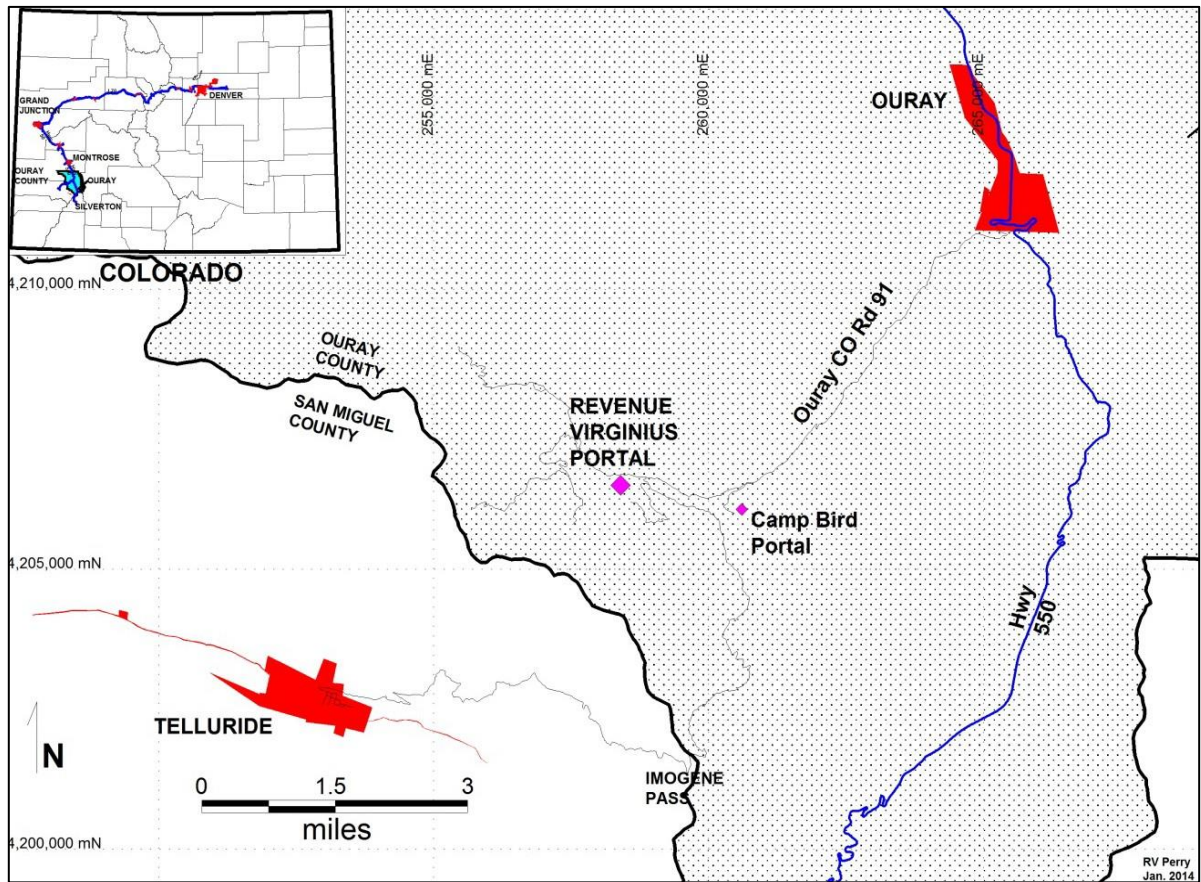 GRAND
JUNCTION
DENVER
MONTROSE
OURAY
COUNTY
OURAY
SILVERTON
COLORADO
255,000 mE
260,000 mE
265,000 mE
OURAY
4,210,000 mN
OURAY
COUNTY
SAN MIGUEL
COUNTY
Ouray CO Rd 91
REVENUE
VIRGINIUS
PORTAL
Camp Bird
Portal
4,205,000 mN
Hwy
550
TELLURIDE
N
IMOGENE
PASS
0 1.5 3
miles
4,200,000 mN
RV Perry
Jan. 2014